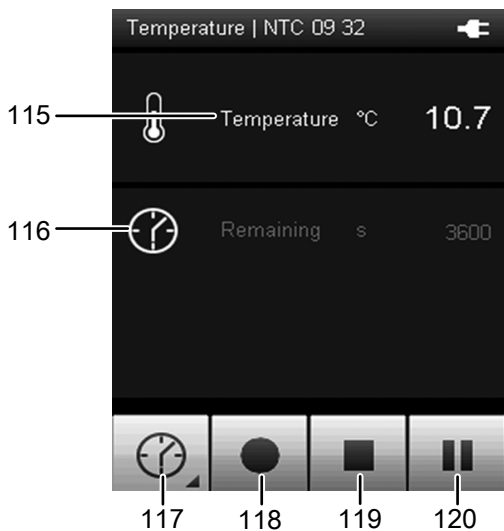 Temperature | NTC 09 32
115 Temperature °C 10.7
116 Remaining s 3600
117 118 119 120